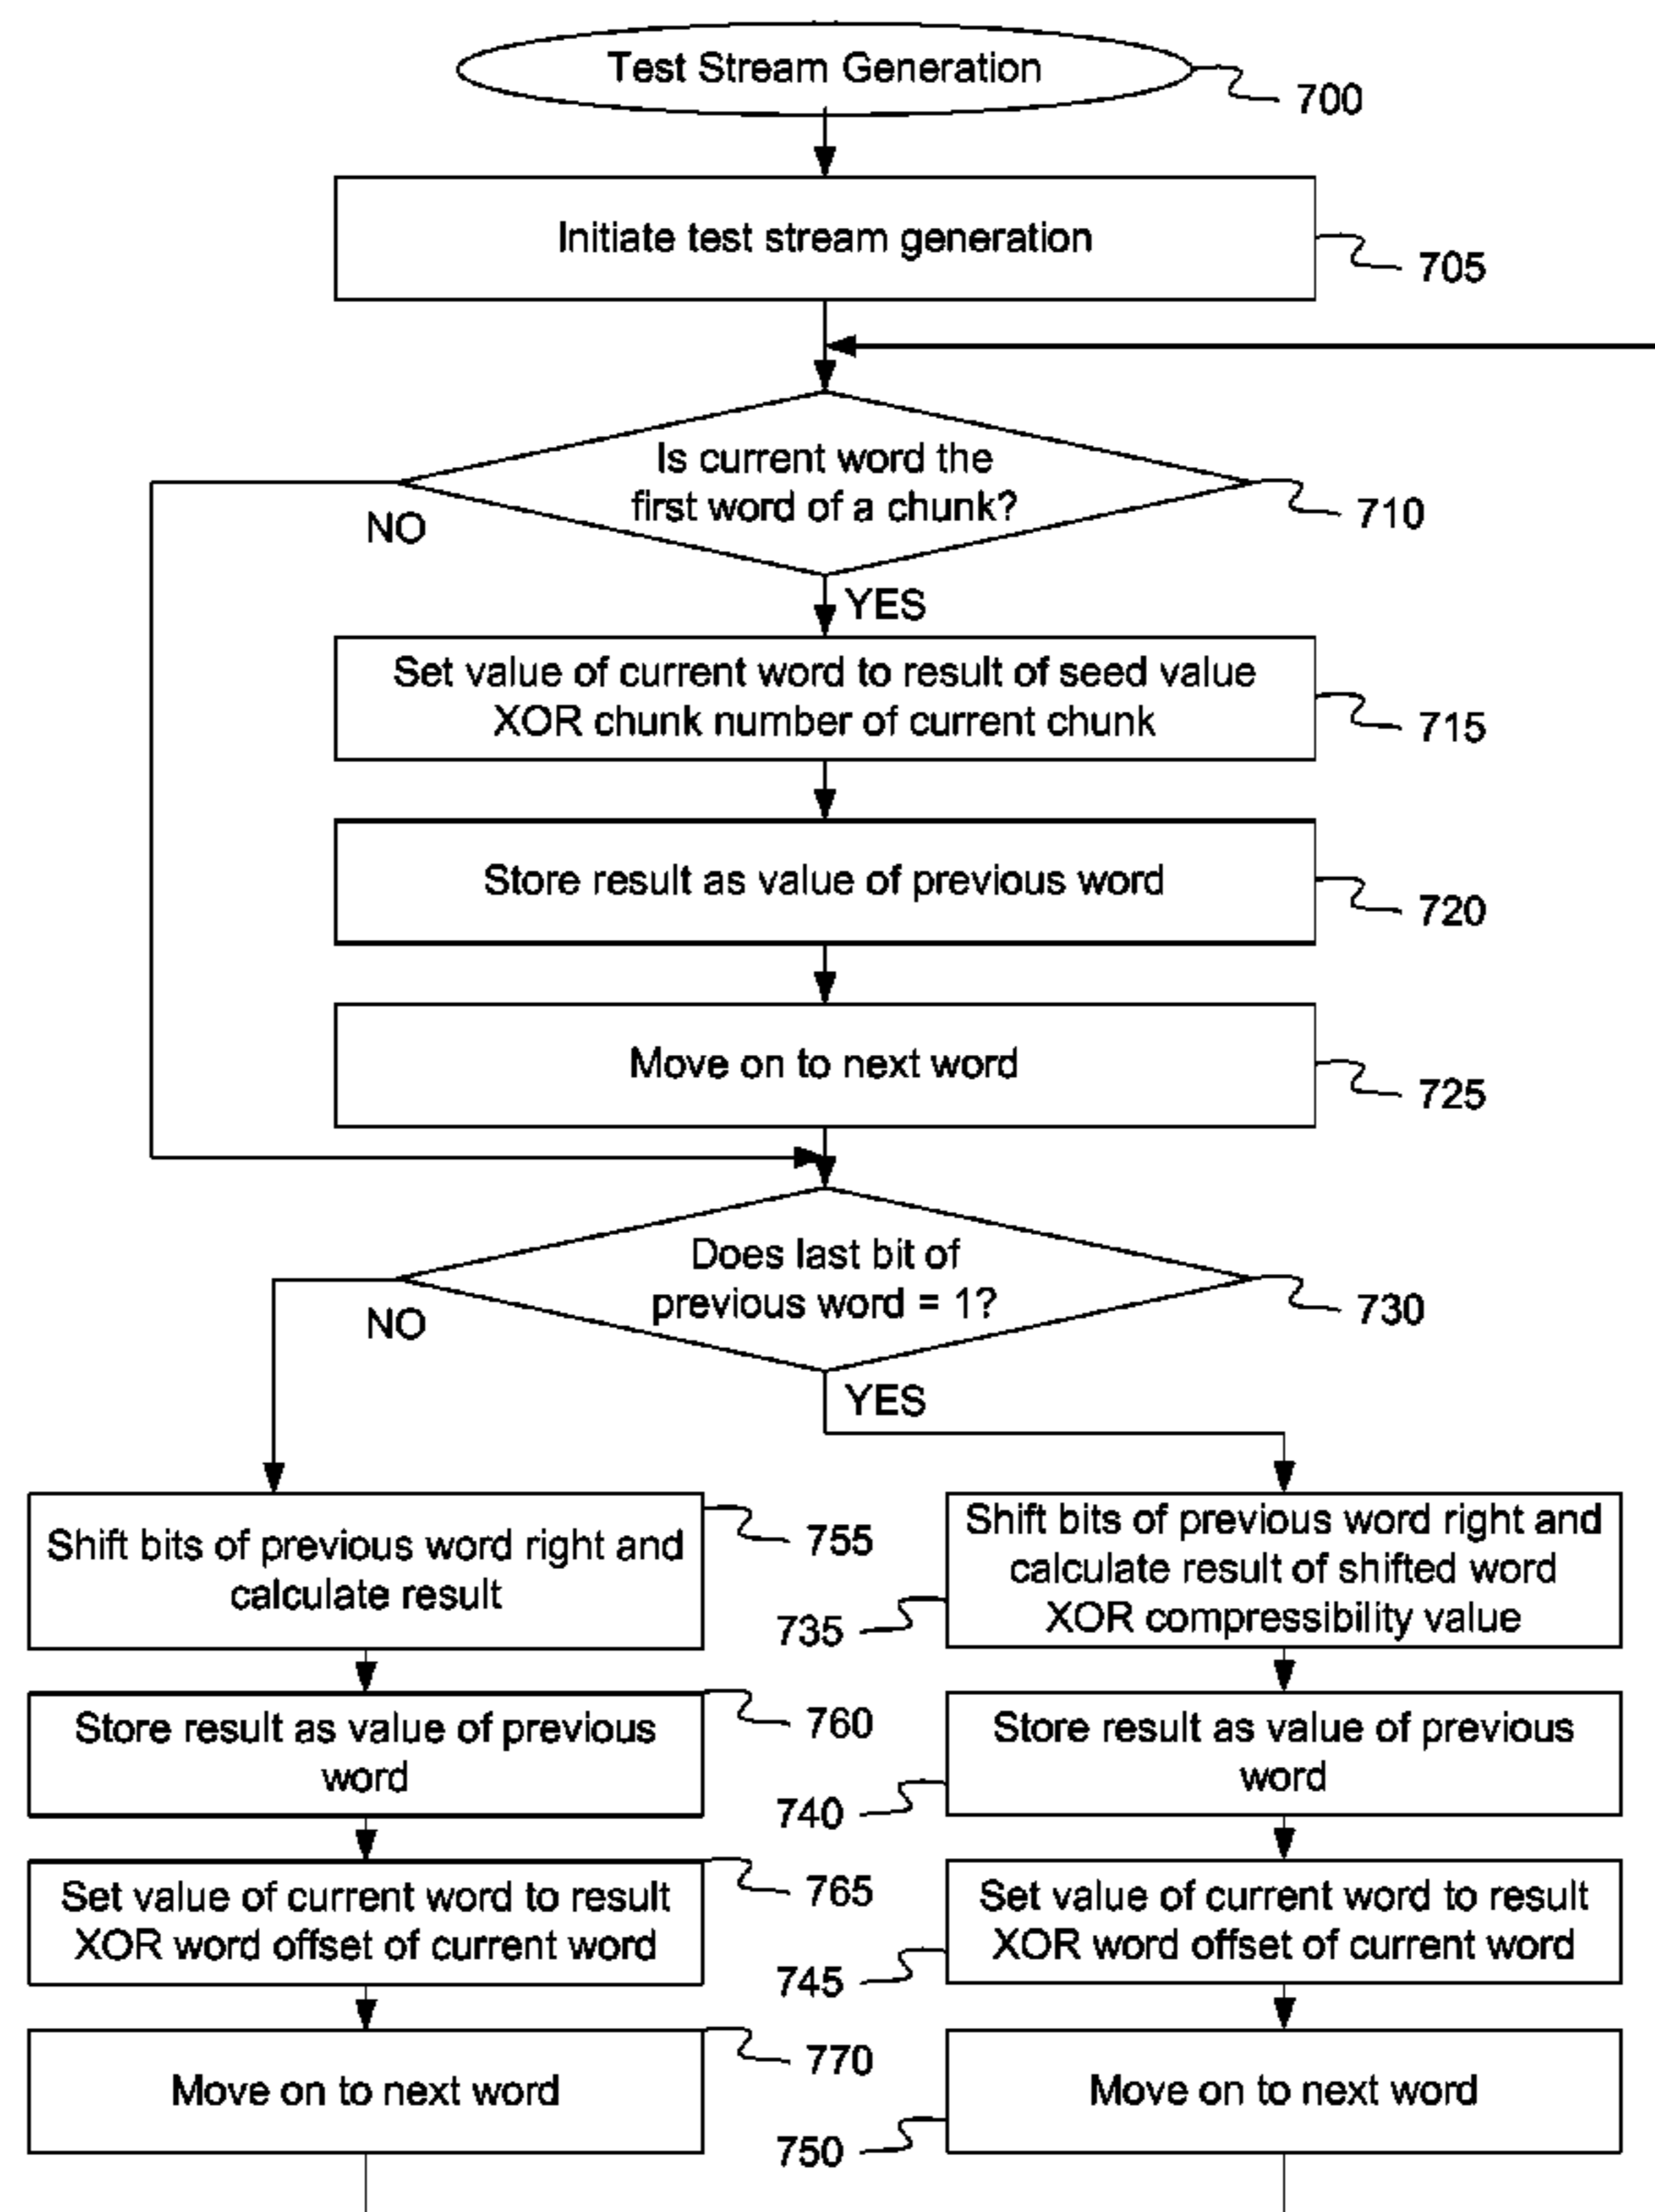 Test Stream Generation
700
Initiate test stream generation
705
Is current word the
first word of a chunk?
710
NO
YES
Set value of current word to result of seed value
XOR chunk number of current chunk
715
Store result as value of previous word
720
Move on to next word
725
Does last bit of
previous word = 1?
730
NO
YES
Shift bits of previous word right and
calculate result
755
Shift bits of previous word right and
calculate result of shifted word
XOR compressibility value
735
Store result as value of previous
word
760
Store result as value of previous
word
740
Set value of current word to result
XOR word offset of current word
765
Set value of current word to result
XOR word offset of current word
745
Move on to next word
770
Move on to next word
750